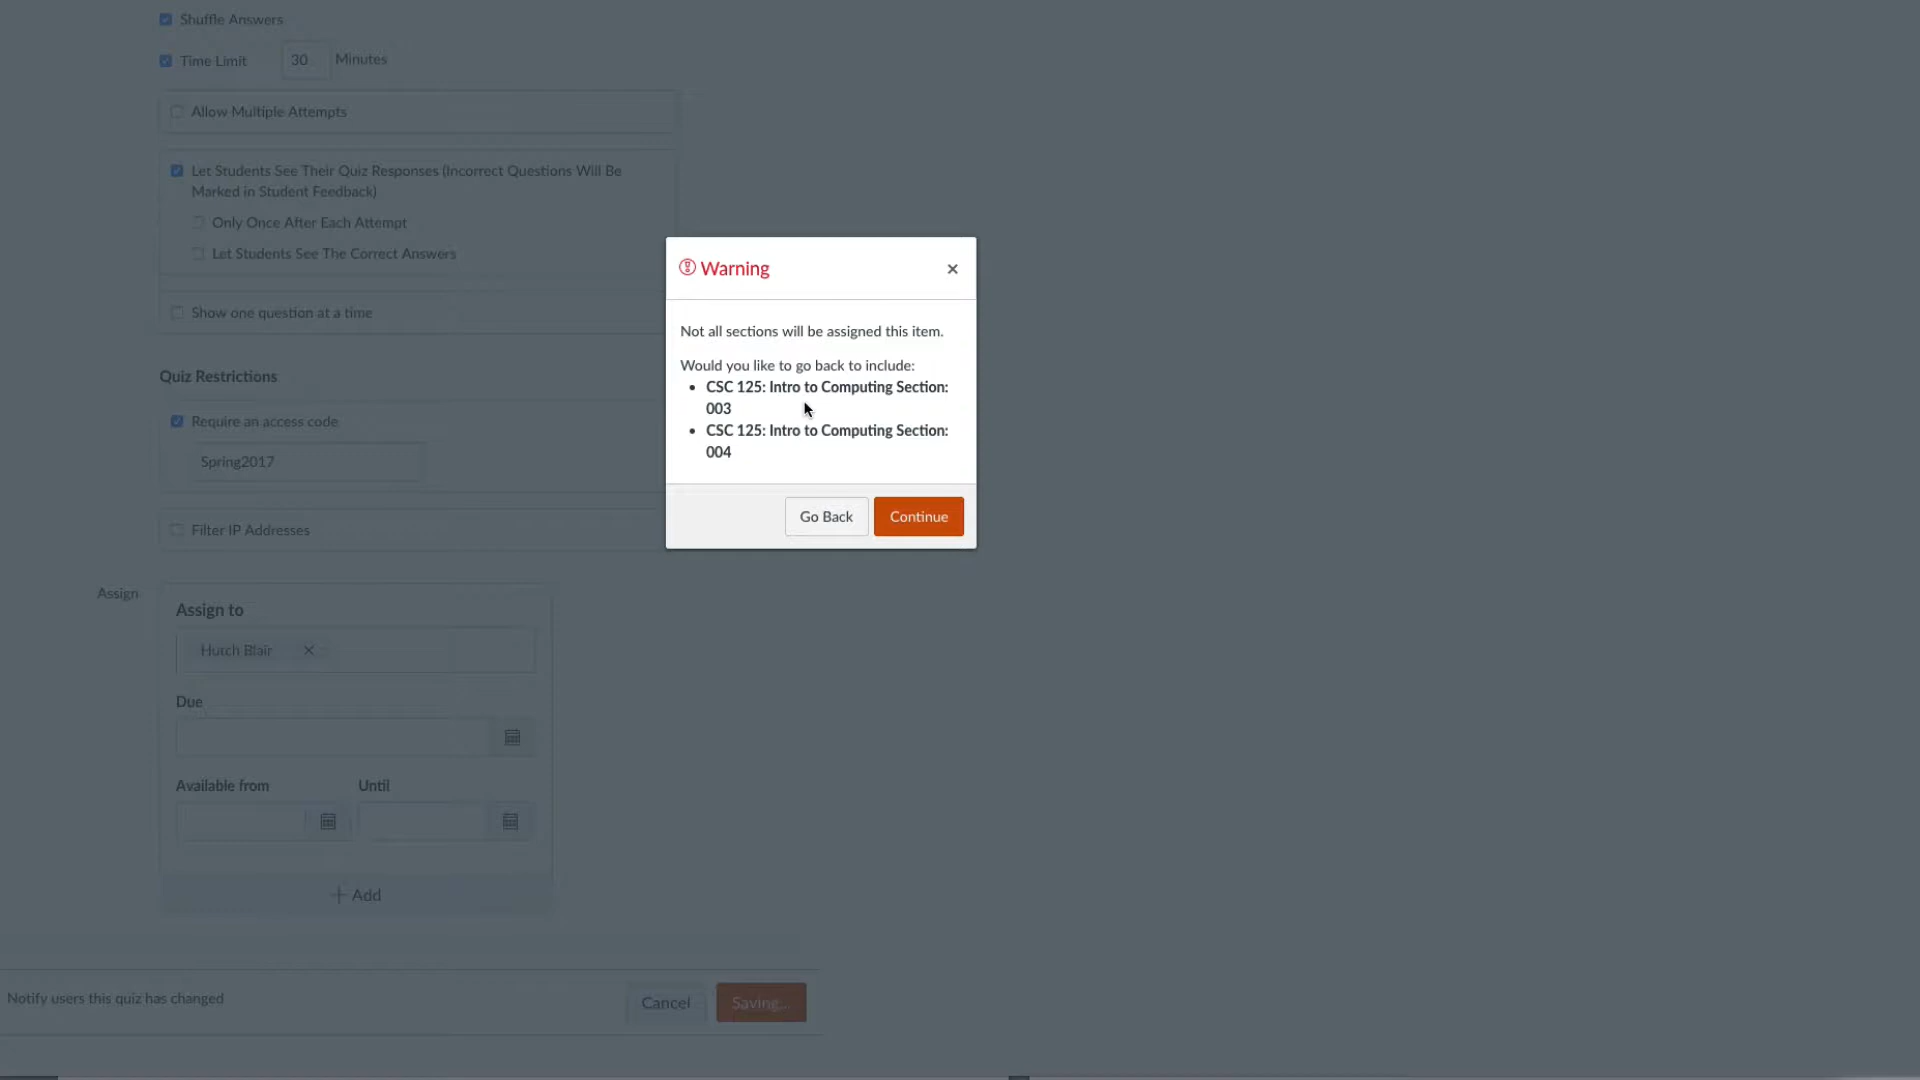 Shuffle Answers
Time Limit 30 Minutes
Allow Multiple Attempts
Let Students See Their Quiz Responses (Incorrect Questions Will Be
Marked in Student Feedback)
Only Once After Each Attempt
Let Students See The Correct Answers
Show one question at a time
Quiz Restrictions
Require an access code
Spring2017
Filter IP Addresses
Assign
Assign to
Hutch Blair
Due
Available from Until
+ Add
Notify users this quiz has changed
Cancel Saving...
Warning
Not all sections will be assigned this item.
Would you like to go back to include:
• CSC 125: Intro to Computing Section:
003
• CSC 125: Intro to Computing Section:
004
Go Back Continue